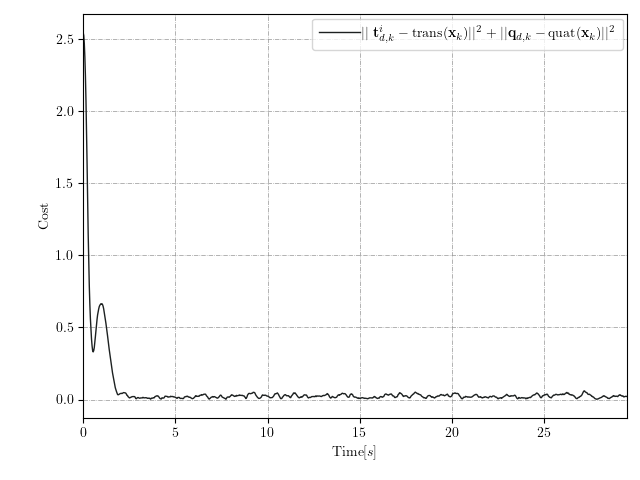 || t^i_{d,k} − trans(x_k)||² + ||q_{d,k} − quat(x_k)||²
2.5
2.0
1.5
1.0
0.5
0.0
Cost
0 5 10 15 20 25
Time[s]